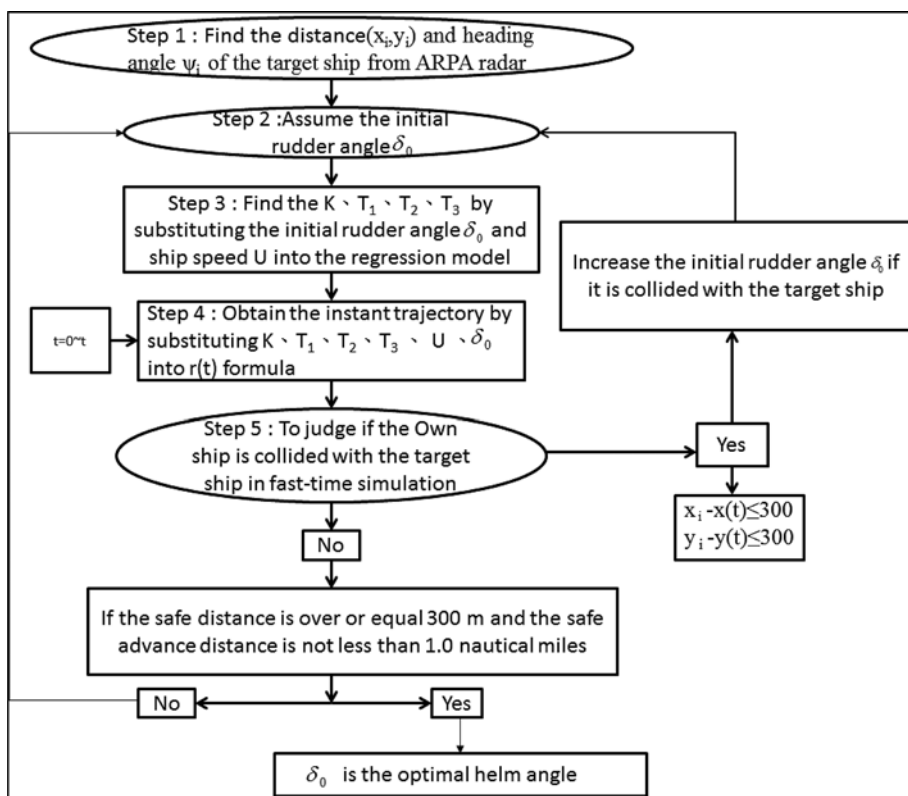 Step 1 : Find the distance(xᵢ,yᵢ) and heading
angle ψᵢ of the target ship from ARPA radar
Step 2 :Assume the initial
rudder angle δ₀
Step 3 : Find the K、T₁、T₂、T₃ by
substituting the initial rudder angle δ₀ and
ship speed U into the regression model
Increase the initial rudder angle δ₀ if
it is collided with the target ship
t=0~t
Step 4 : Obtain the instant trajectory by
substituting K、T₁、T₂、T₃、U、δ₀
into r(t) formula
Step 5 : To judge if the Own
ship is collided with the target
ship in fast-time simulation
Yes
xᵢ-x(t)≤300
yᵢ-y(t)≤300
No
If the safe distance is over or equal 300 m and the safe
advance distance is not less than 1.0 nautical miles
No
Yes
δ₀ is the optimal helm angle